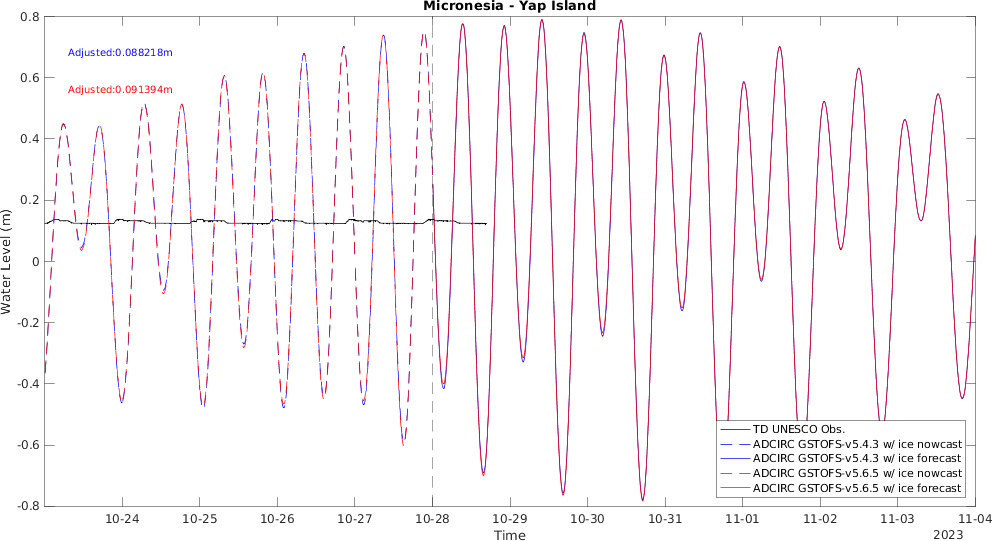 Micronesia - Yap Island
Adjusted:0.088218m
Adjusted:0.091394m
Water Level (m)
0.8
0.6
0.4
0.2
0
-0.2
-0.4
-0.6
-0.8
TD UNESCO Obs.
ADCIRC GSTOFS-v5.4.3 w/ ice nowcast
ADCIRC GSTOFS-v5.4.3 w/ ice forecast
ADCIRC GSTOFS-v5.6.5 w/ ice nowcast
ADCIRC GSTOFS-v5.6.5 w/ ice forecast
10-24 10-25 10-26 10-27 10-28 10-29 10-30 10-31 11-01 11-02 11-03 11-04
Time
2023